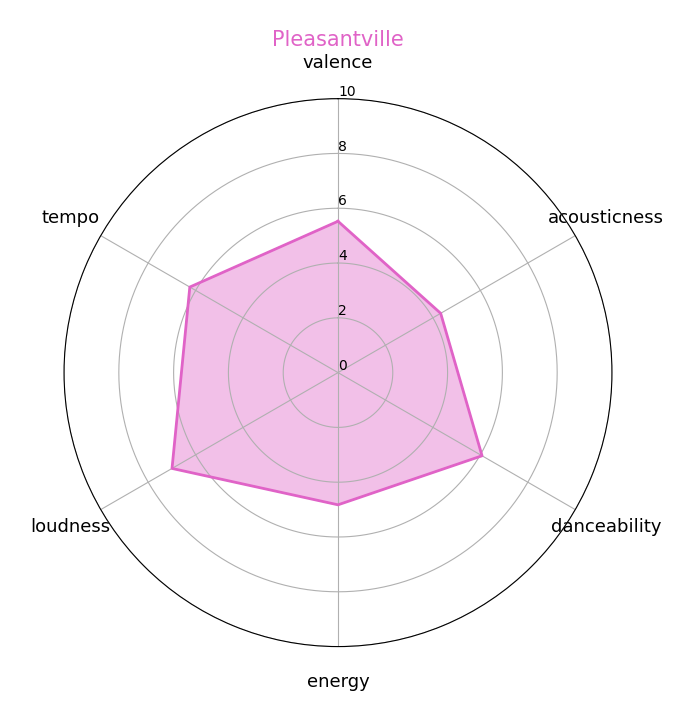 Pleasantville
valence
10
8
6
4
2
0
tempo
acousticness
loudness
danceability
energy